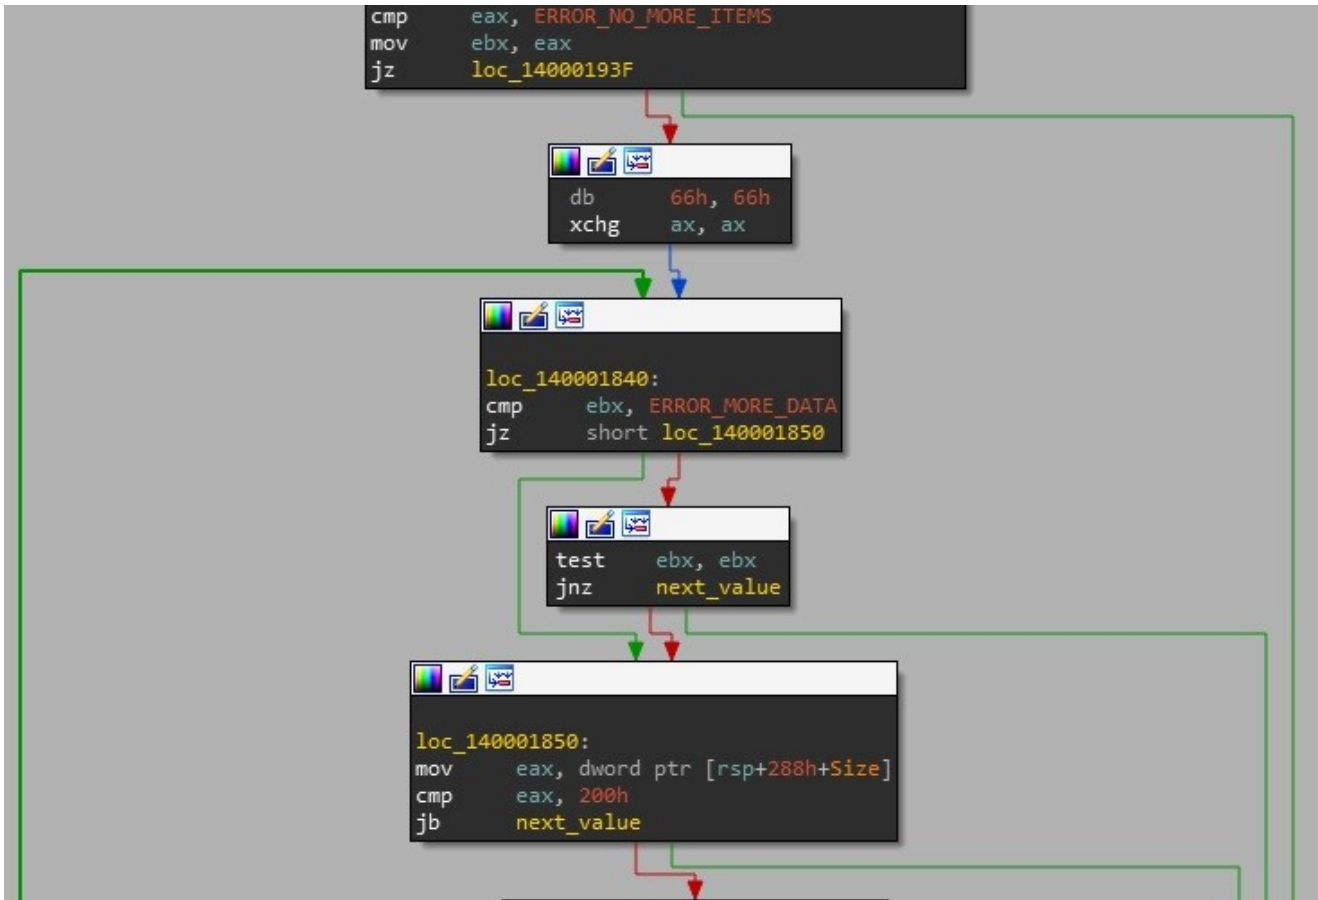 cmp eax, ERROR_NO_MORE_ITEMS
mov ebx, eax
jz loc_14000193F
db 66h, 66h
xchg ax, ax
loc_140001840:
cmp ebx, ERROR_MORE_DATA
jz short loc_140001850
test ebx, ebx
jnz next_value
loc_140001850:
mov eax, dword ptr [rsp+288h+Size]
cmp eax, 200h
jb next_value